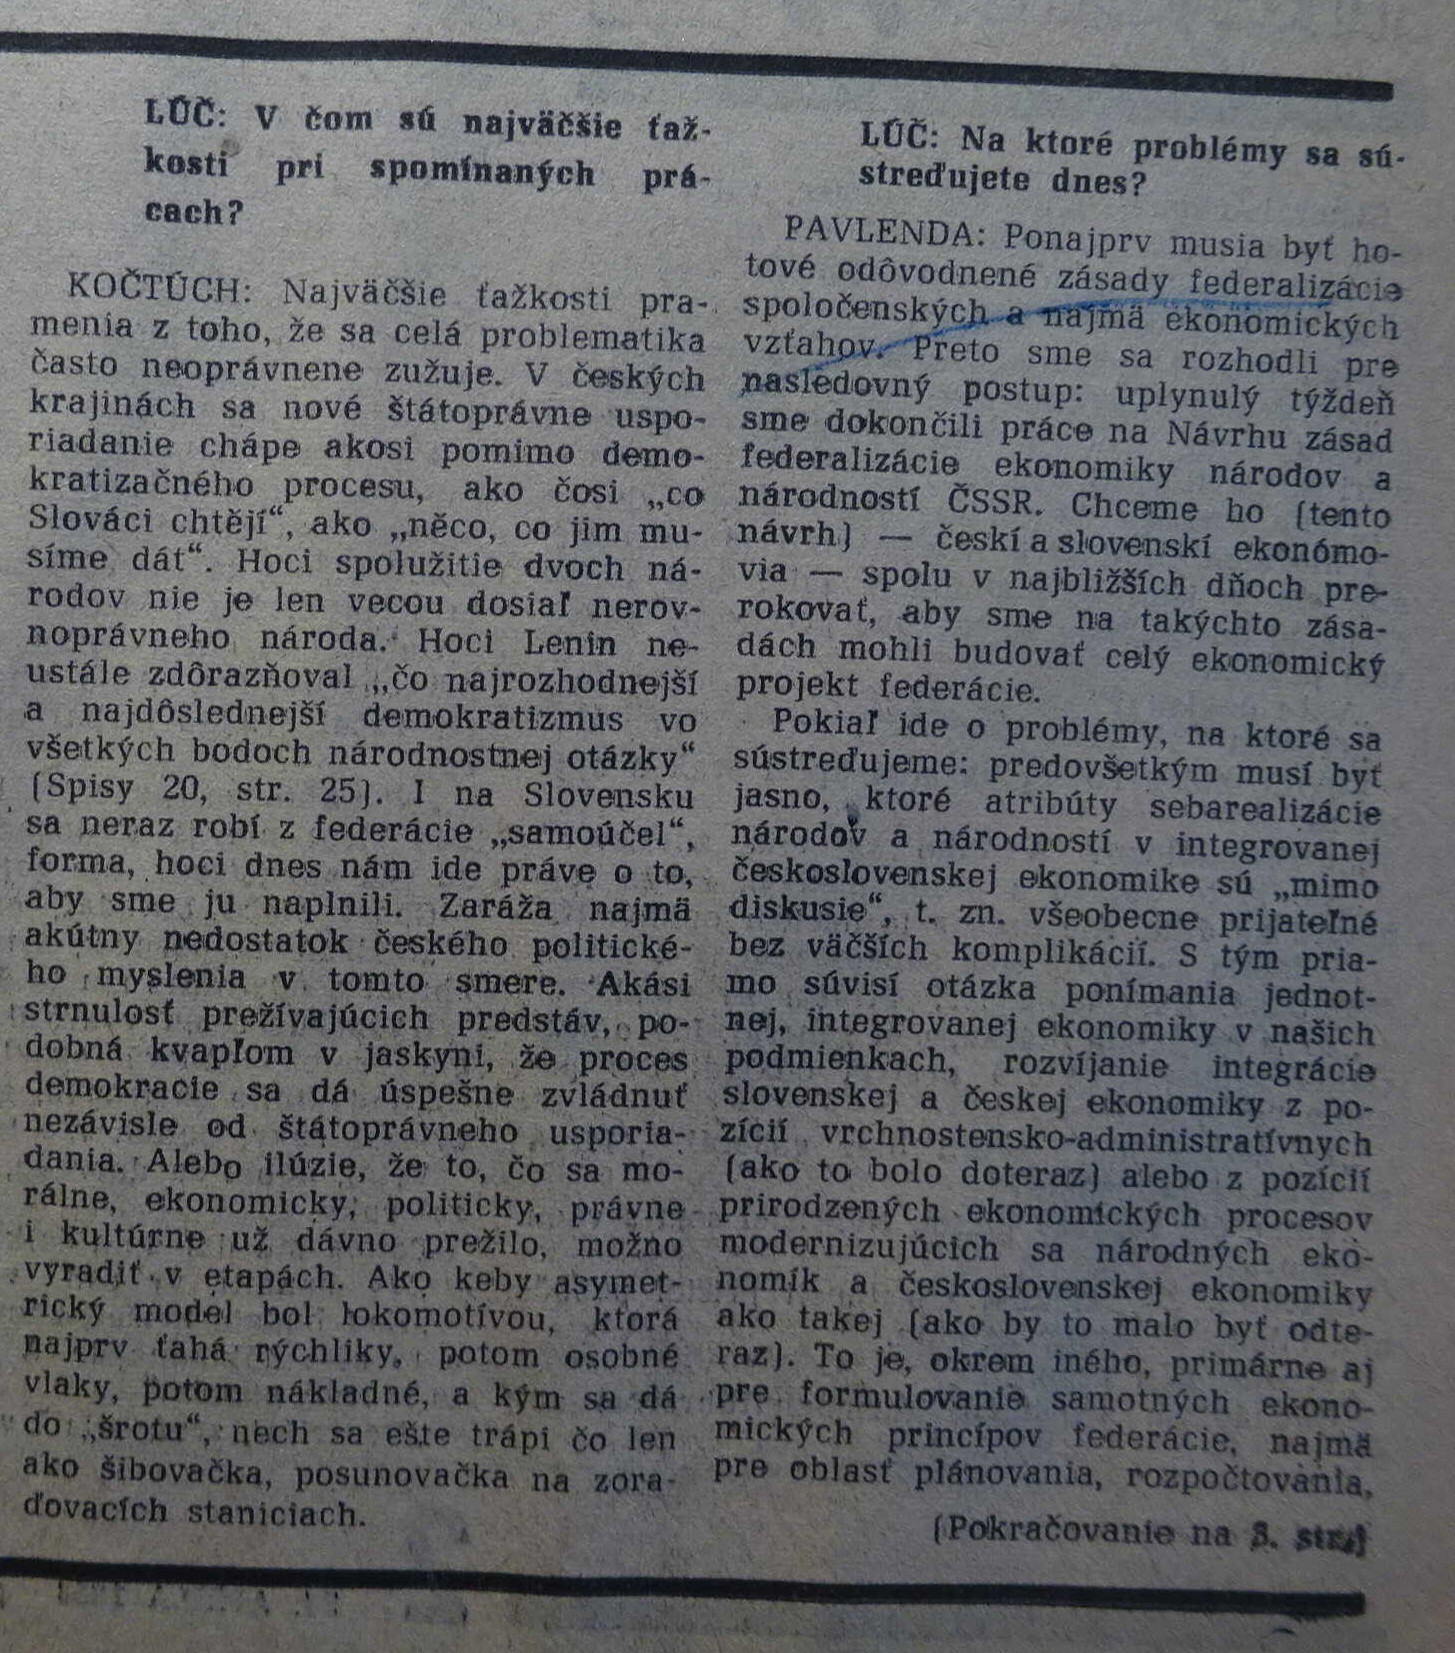 LÚČ: V čom sú najväčšie ťaž-
kosti pri spomínaných prá-
cach?
KOČTÚCH: Najväčšie ťažkosti pra-
menia z toho, že sa celá problematika
často neoprávnene zužuje. V českých
krajinách sa nové štátoprávne uspo-
riadanie chápe akosi pomimo demo-
kratizačného procesu, ako čosi „co
Slováci chtějí“, ako „něco, co jim mu-
síme dát“. Hoci spolužitie dvoch ná-
rodov nie je len vecou dosiaľ nerov-
noprávneho národa. Hoci Lenin ne-
ustále zdôrazňoval „čo najrozhodnejší
a najdôslednejší demokratizmus vo
všetkých bodoch národnostnej otázky“
(Spisy 20, str. 25). I na Slovensku
sa neraz robí z federácie „samoúčel“,
forma, hoci dnes nám ide práve o to,
aby sme ju naplnili. Zaráža najmä
akútny nedostatok českého politické-
ho myslenia v tomto smere. Akási
strnulosť prežívajúcich predstáv, po-
dobná kvapľom v jaskyni, že proces
demokracie sa dá úspešne zvládnuť
nezávisle od štátoprávneho usporia-
dania. Alebo ilúzie, že to, čo sa mo-
rálne, ekonomicky, politicky, právne
i kultúrne už dávno prežilo, možno
vyradiť v etapách. Ako keby asymet-
rický model bol lokomotívou, ktorá
najprv ťahá rýchliky, potom osobné
vlaky, potom nákladné, a kým sa dá
do „šrotu“, nech sa ešte trápi čo len
ako šibovačka, posunovačka na zora-
ďovacích staniciach.
LÚČ: Na ktoré problémy sa sú-
streďujete dnes?
PAVLENDA: Ponajprv musia byť ho-
tové odôvodnené zásady federalizácie
spoločenských a najmä ekonomických
vzťahov. Preto sme sa rozhodli pre
nasledovný postup: uplynulý týždeň
sme dokončili práce na Návrhu zásad
federalizácie ekonomiky národov a
národností ČSSR. Chceme ho (tento
návrh) — českí a slovenskí ekonómo-
via — spolu v najbližších dňoch pre-
rokovať, aby sme na takýchto zása-
dách mohli budovať celý ekonomický
projekt federácie.
Pokiaľ ide o problémy, na ktoré sa
sústreďujeme: predovšetkým musí byť
jasno, ktoré atribúty sebarealizácie
národov a národností v integrovanej
československej ekonomike sú „mimo
diskusie“, t. zn. všeobecne prijateľné
bez väčších komplikácií. S tým pria-
mo súvisí otázka ponímania jednot-
nej, integrovanej ekonomiky v našich
podmienkach, rozvíjanie integrácie
slovenskej a českej ekonomiky z po-
zícií vrchnostensko-administratívnych
(ako to bolo doteraz) alebo z pozícií
prirodzených ekonomických procesov
modernizujúcich sa národných eko-
nomík a československej ekonomiky
ako takej (ako by to malo byť odte-
raz). To je, okrem iného, primárne aj
pre formulovanie samotných ekono-
mických princípov federácie, najmä
pre oblasť plánovania, rozpočtovania,
(Pokračovanie na 3. str.)